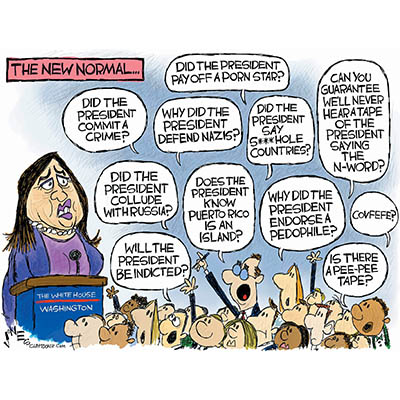 THE NEW NORMAL...
DID THE PRESIDENT
PAY OFF A PORN STAR?
CAN YOU
GUARANTEE
WE'LL NEVER
HEAR A TAPE
OF THE
PRESIDENT
SAYING
THE
N-WORD?
DID THE
PRESIDENT
COMMIT A
CRIME?
WHY DID THE
PRESIDENT
DEFEND NAZIS?
DID THE
PRESIDENT
SAY
S***HOLE
COUNTRIES?
DID THE
PRESIDENT
COLLUDE
WITH RUSSIA?
DOES THE
PRESIDENT
KNOW
PUERTO RICO
IS AN
ISLAND?
WHY DID THE
PRESIDENT
ENDORSE A
PEDOPHILE?
COVFEFE?
WILL THE
PRESIDENT
BE INDICTED?
IS THERE
A PEE-PEE
TAPE?
THE WHITE HOUSE
WASHINGTON